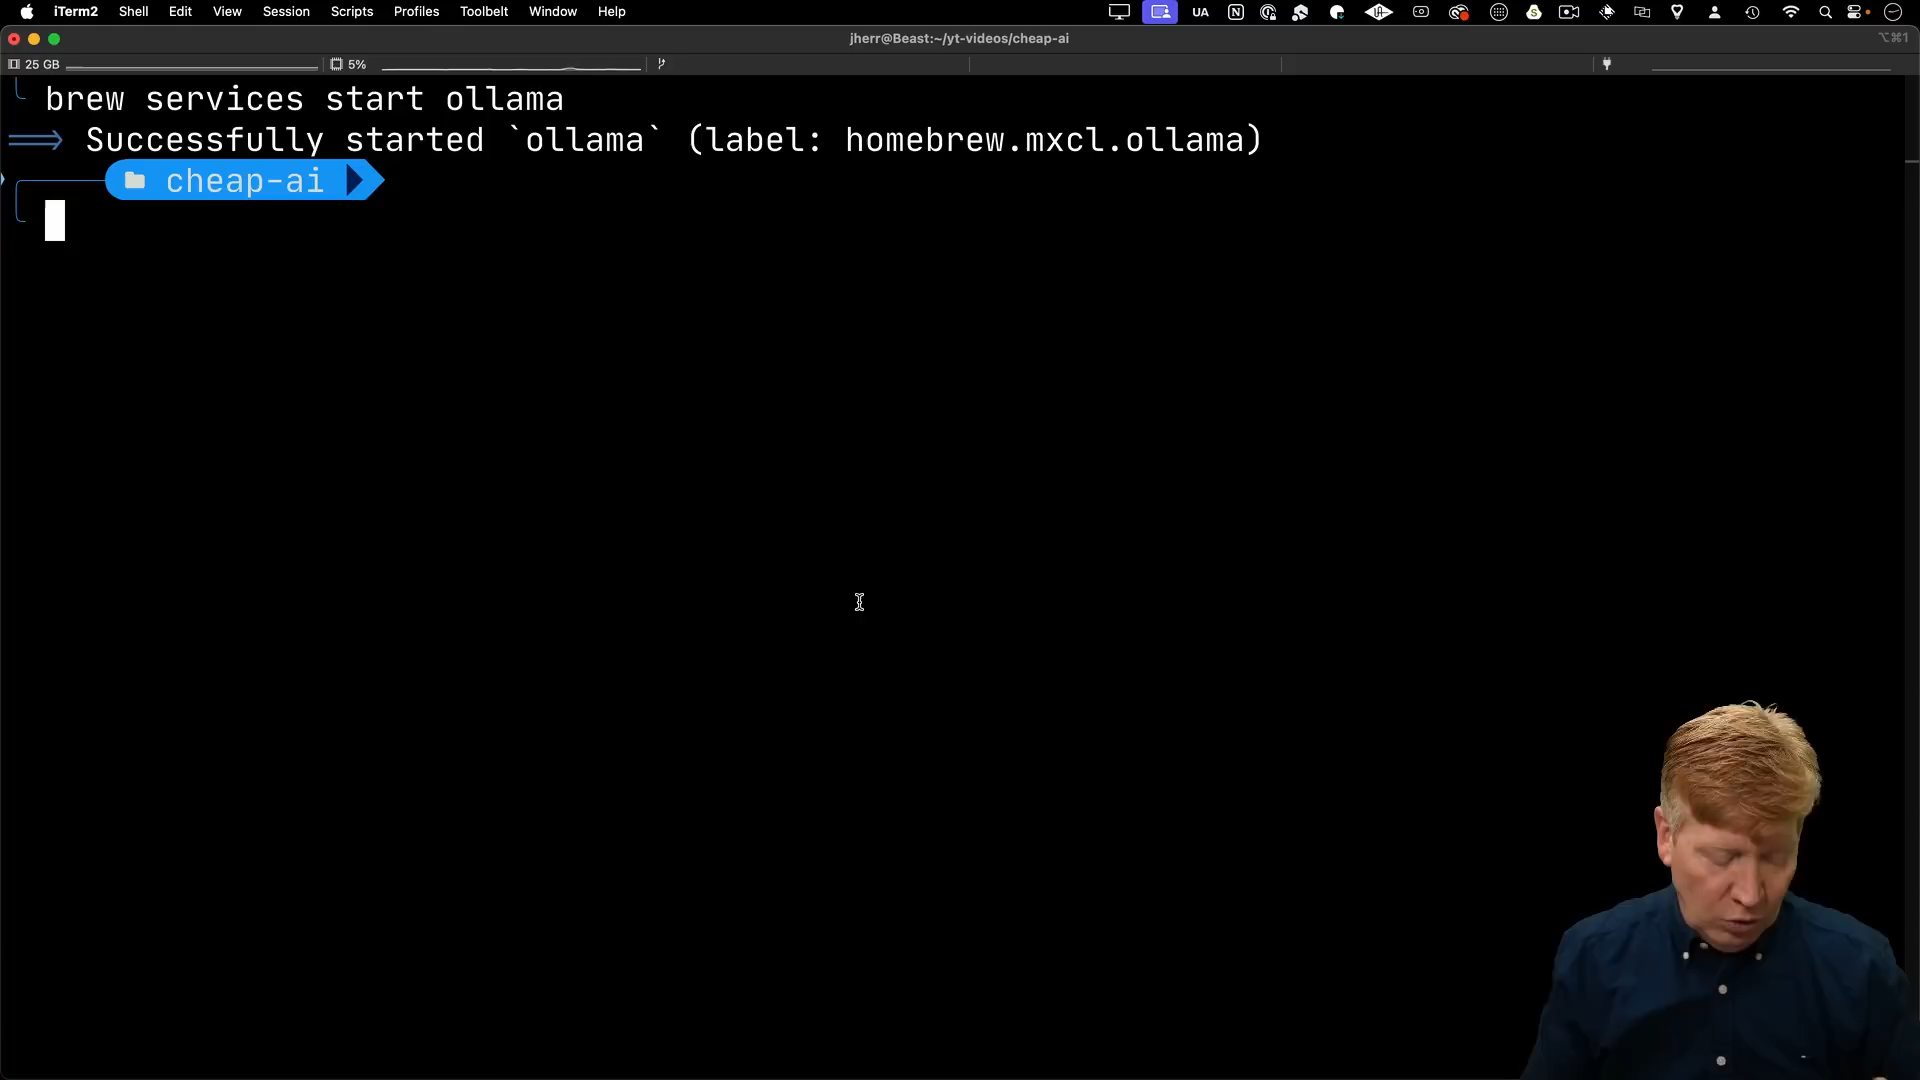 iTerm2 Shell Edit View Session Scripts Profiles Toolbelt Window Help UA
jherr@Beast:~/yt-videos/cheap-ai ⌥⌘1
25 GB 5%
brew services start ollama
==> Successfully started `ollama` (label: homebrew.mxcl.ollama)
cheap-ai